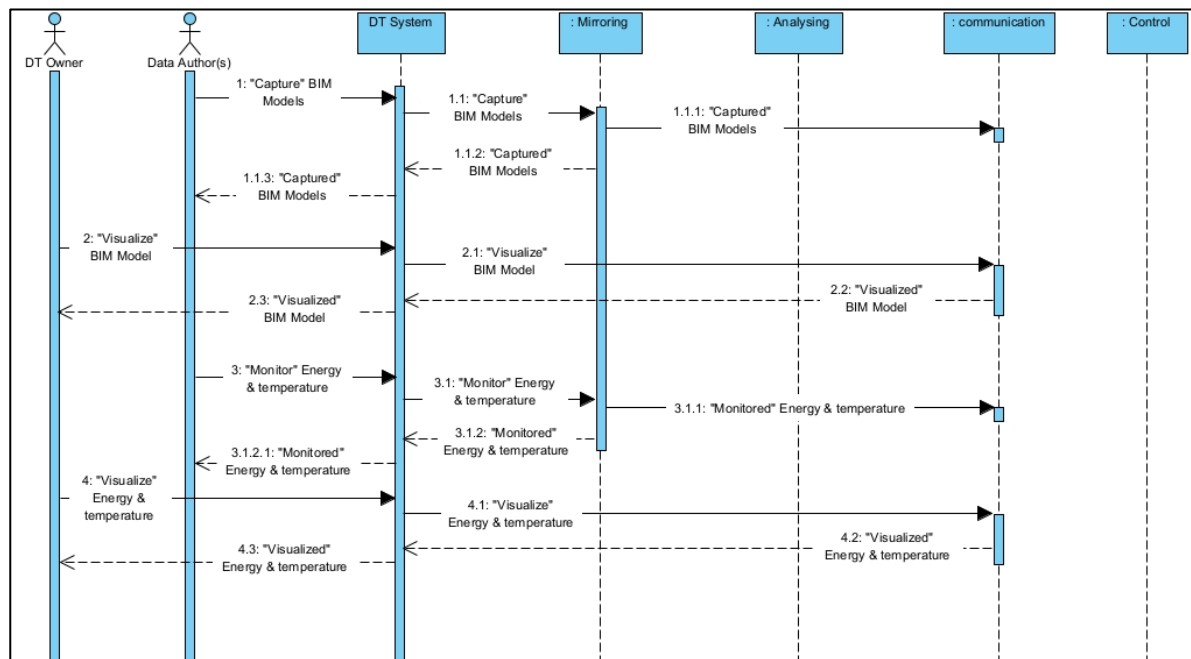 DT System
: Mirroring
: Analysing
: communication
: Control
DT Owner
Data Author(s)
1: "Capture" BIM
Models
1.1: "Capture"
BIM Models
1.1.1: "Captured"
BIM Models
1.1.2: "Captured"
BIM Models
1.1.3: "Captured"
BIM Models
2: "Visualize"
BIM Model
2.1: "Visualize"
BIM Model
2.2: "Visualized"
BIM Model
2.3: "Visualized"
BIM Model
3: "Monitor" Energy
& temperature
3.1: "Monitor" Energy
& temperature
3.1.1: "Monitored" Energy & temperature
3.1.2: "Monitored"
Energy & temperature
3.1.2.1: "Monitored"
Energy & temperature
4: "Visualize"
Energy &
temperature
4.1: "Visualize"
Energy & temperature
4.2: "Visualized"
Energy & temperature
4.3: "Visualized"
Energy & temperature